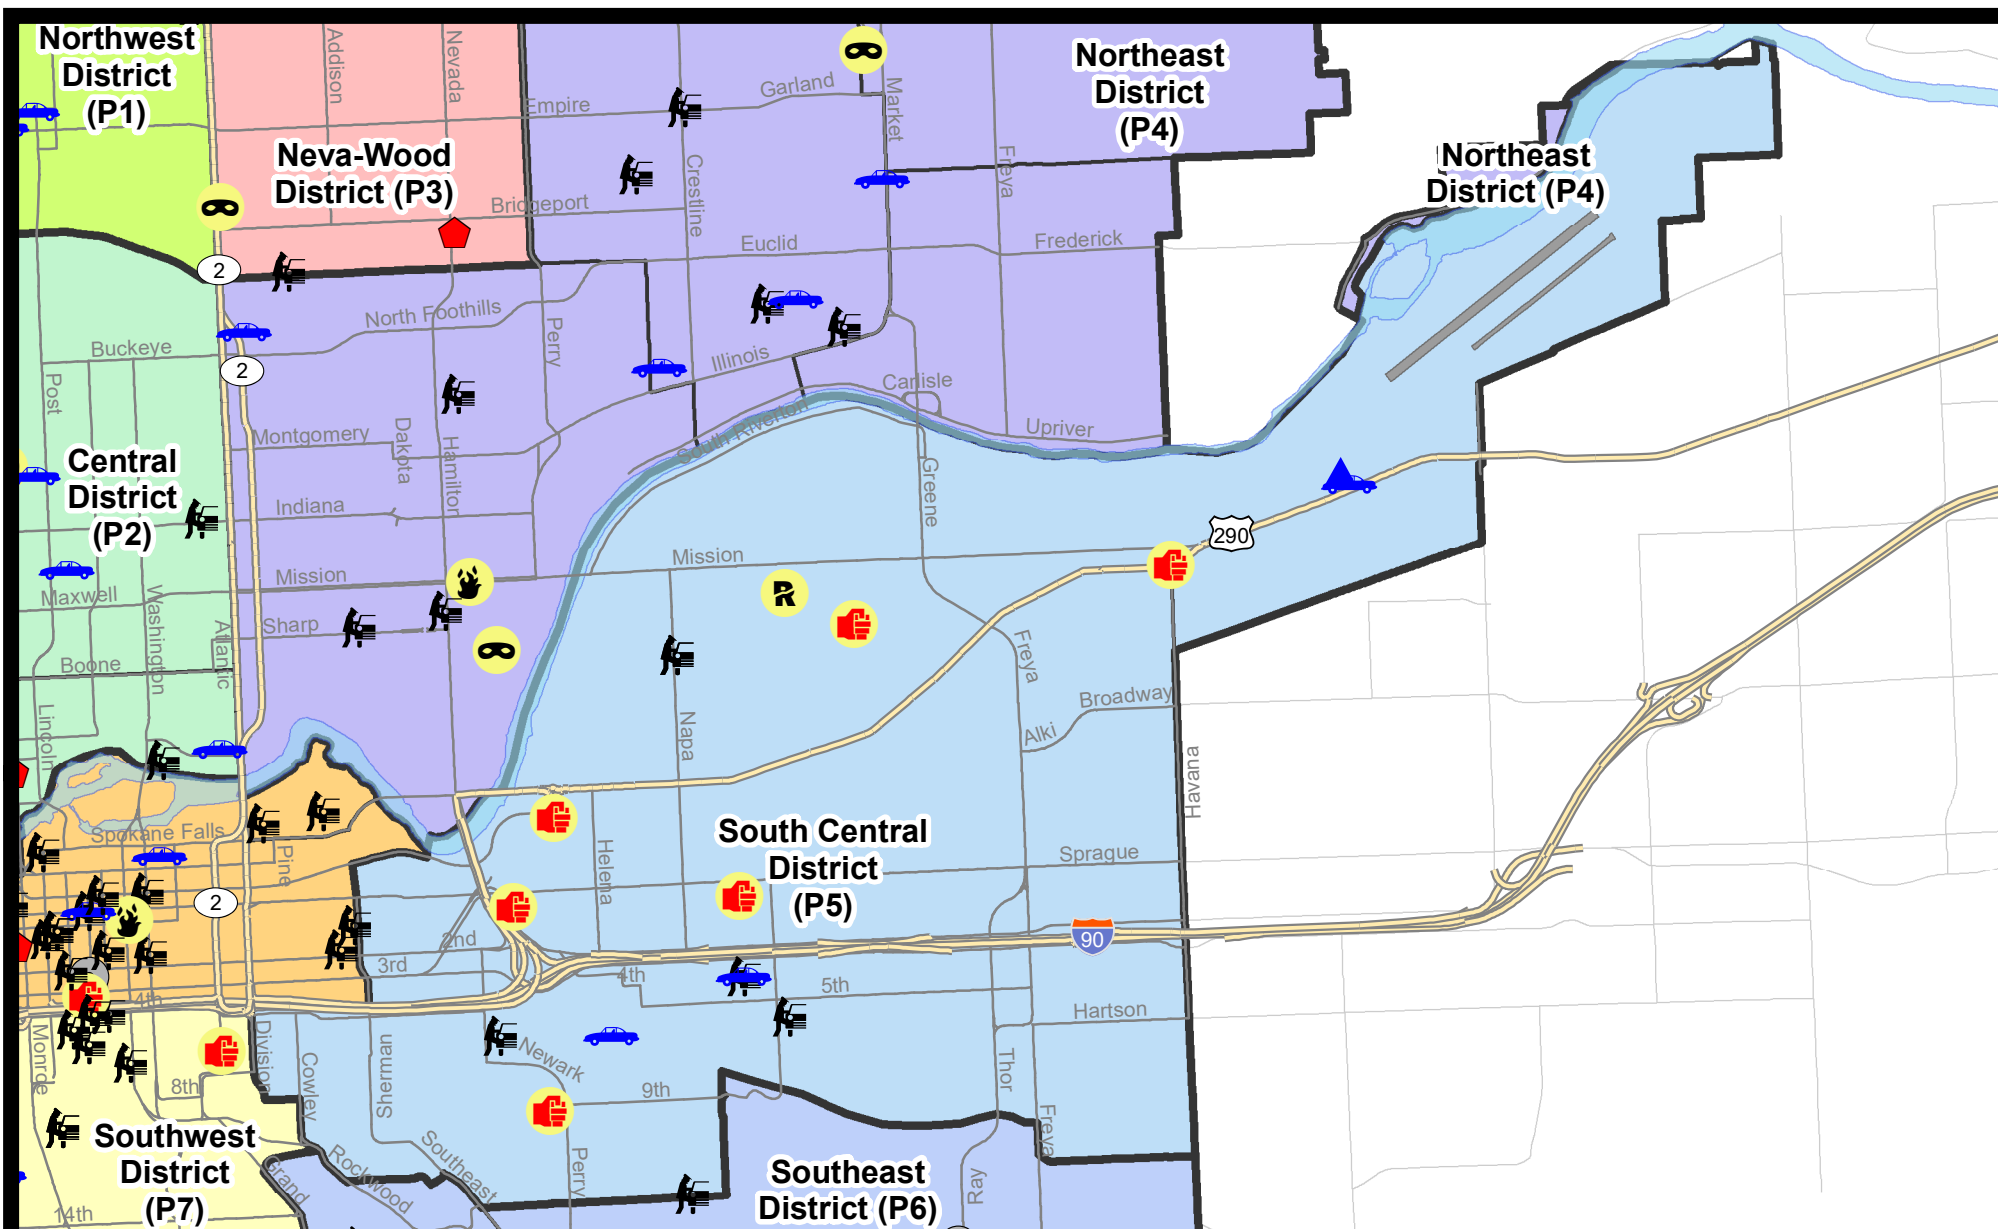 Northwest
District
(P1)
Addison
Nevada
Garland
Empire
Market
Northeast
District
(P4)
Neva-Wood
District (P3)
Crestline
Freya
Northeast
District (P4)
Bridgeport
Euclid
Frederick
2
North Foothills
Perry
Buckeye
2
Illinois
Post
Carlisle
South Riverton
Upriver
Montgomery
Dakota
Hamilton
Central
District
(P2)
Greene
Indiana
290
Mission
Mission
R
Maxwell
Washington
Atlantic
Sharp
Freya
Boone
Broadway
Lincoln
Napa
Alki
Havana
Spokane Falls
Pine
Helena
South Central
District
(P5)
Sprague
2
2nd
90
3rd
4th
5th
4th
Hartson
Monroe
Division
Cowley
Sherman
Newark
Thor
8th
9th
Freya
Southwest
District
(P7)
Grand
Rockwood
Southeast
Perry
Southeast
District (P6)
Ray
14th